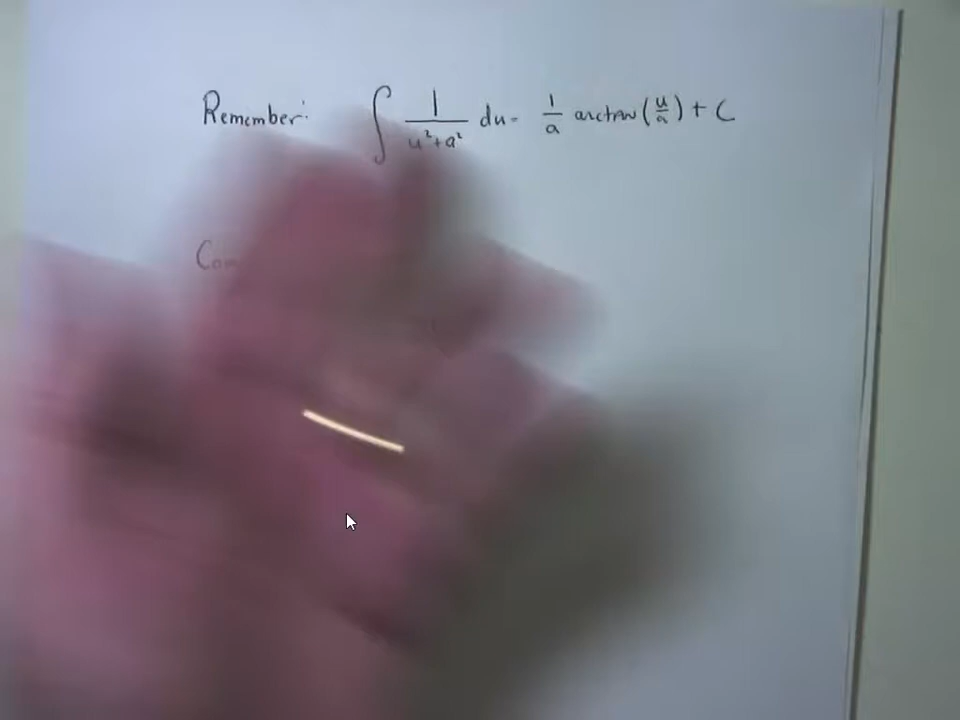 Remember: ∫ 1/(u²+a²) du = 1/a arctan(u/a) + C